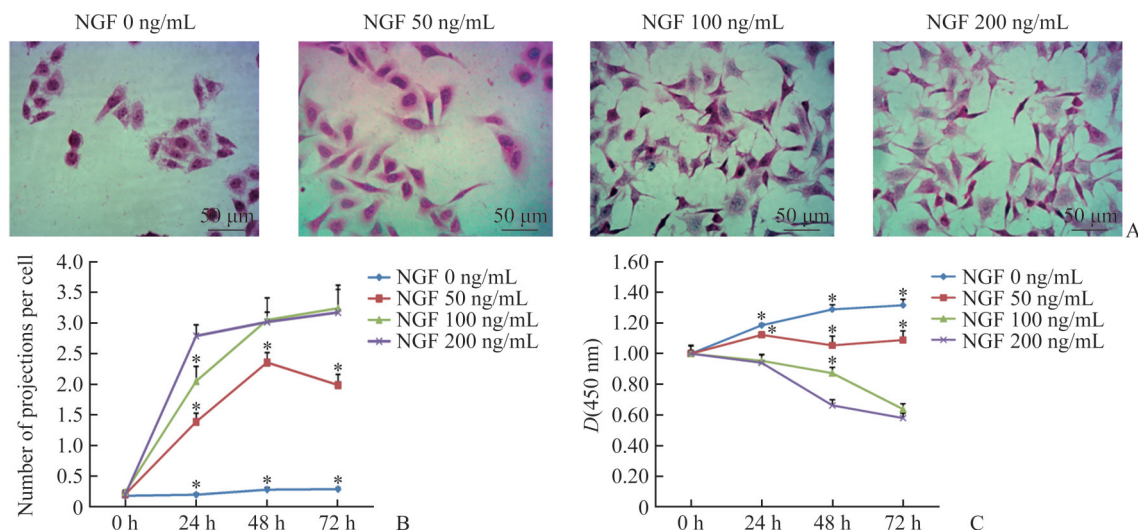 NGF 0 ng/mL
NGF 50 ng/mL
NGF 100 ng/mL
NGF 200 ng/mL
50 μm
50 μm
50 μm
50 μm
A
Number of projections per cell
4.0
3.5
3.0
2.5
2.0
1.5
1.0
0.5
0
0 h
24 h
48 h
72 h
*
*
*
*
*
*
*
NGF 0 ng/mL
NGF 50 ng/mL
NGF 100 ng/mL
NGF 200 ng/mL
B
D(450 nm)
1.60
1.40
1.20
1.00
0.80
0.60
0.40
0.20
0
0 h
24 h
48 h
72 h
*
*
*
*
*
*
*
NGF 0 ng/mL
NGF 50 ng/mL
NGF 100 ng/mL
NGF 200 ng/mL
C